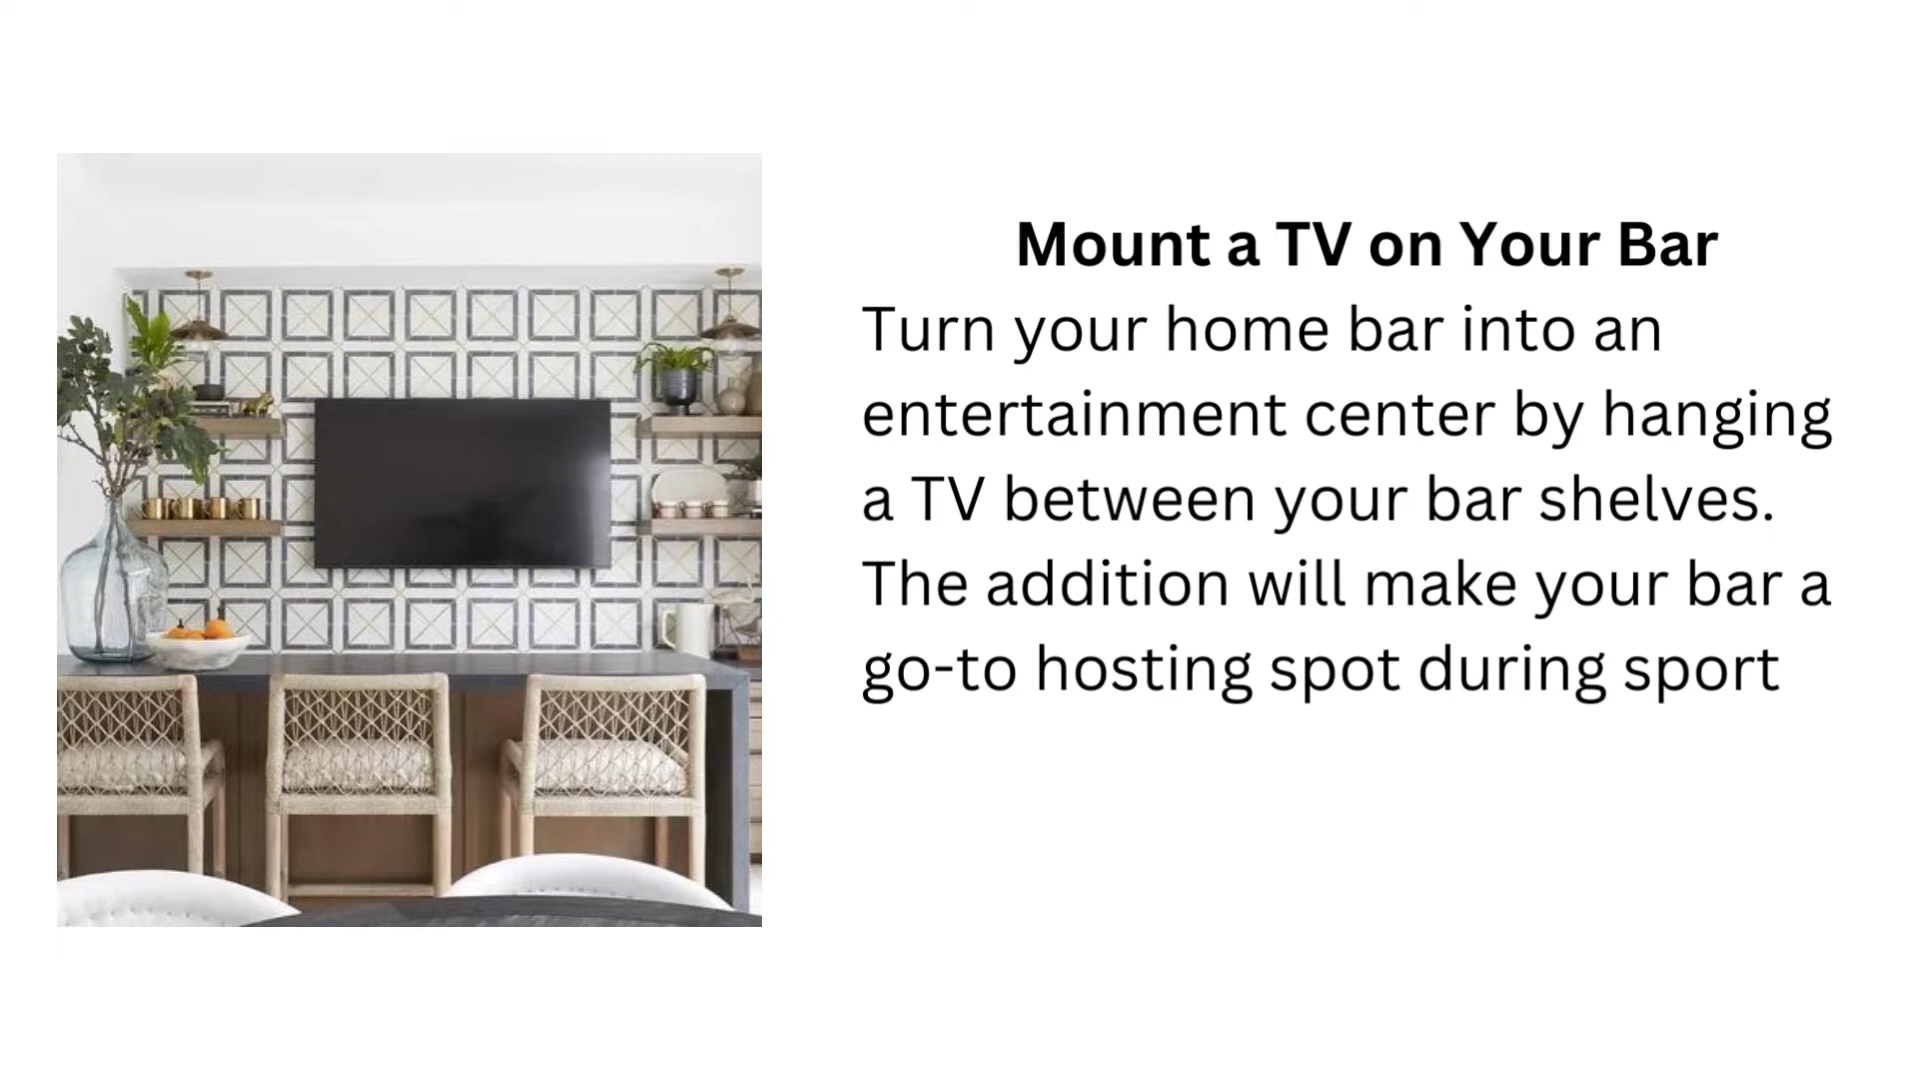 Mount a TV on Your Bar
Turn your home bar into an
entertainment center by hanging
a TV between your bar shelves.
The addition will make your bar a
go-to hosting spot during sport